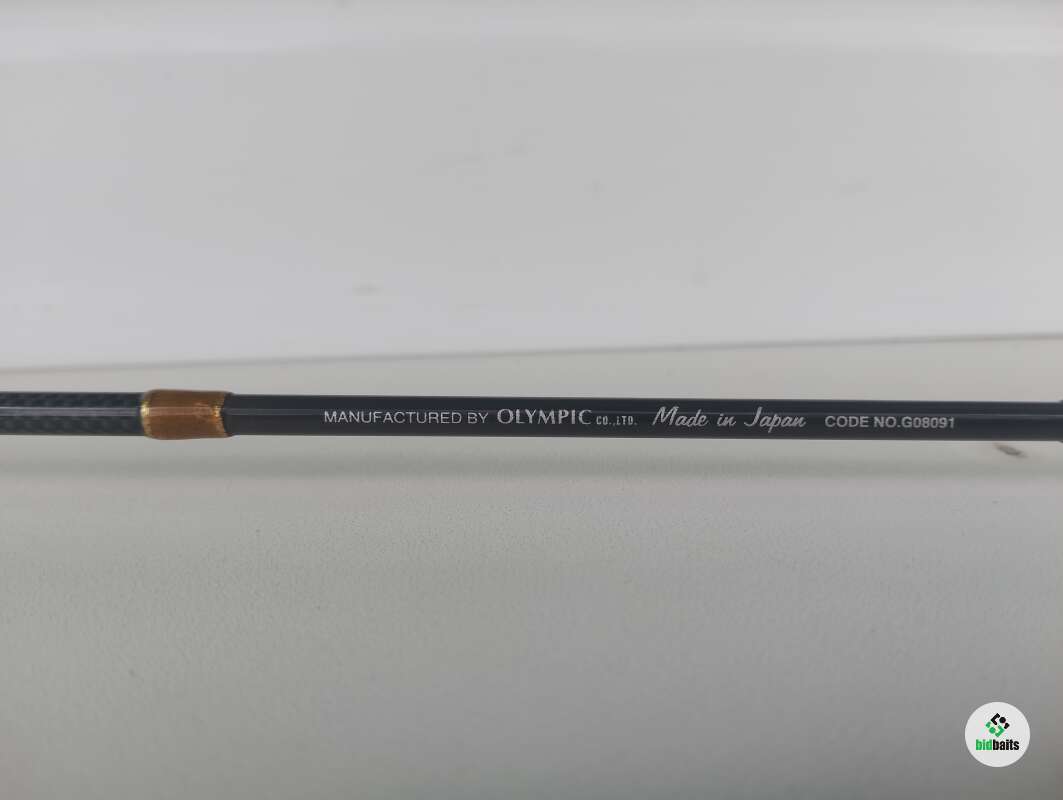 MANUFACTURED BY OLYMPIC CO.,LTD. Made in Japan CODE NO.G08091
bidbaits